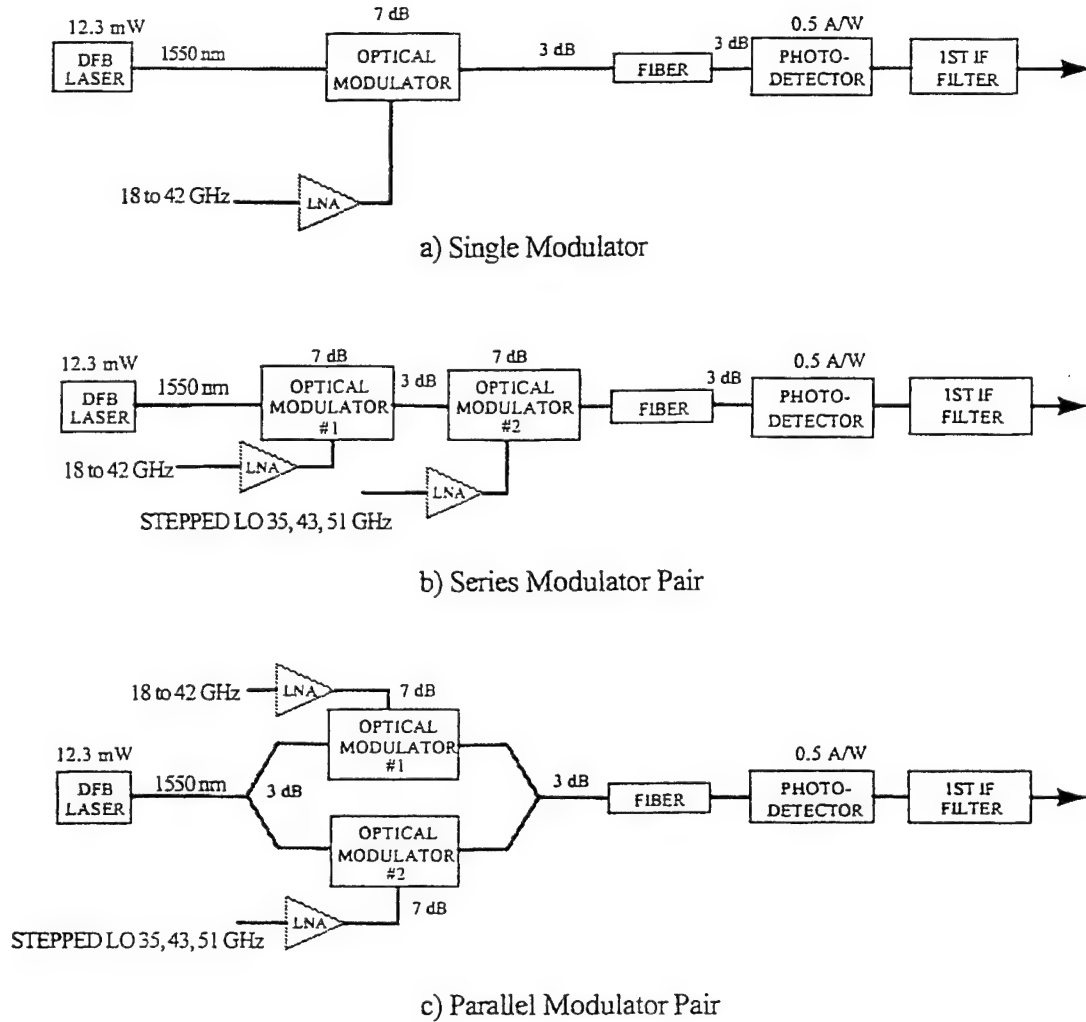 7 dB
12.3 mW
0.5 A/W
DFB
LASER
1550 nm
OPTICAL
MODULATOR
3 dB
FIBER
3 dB
PHOTO-
DETECTOR
1ST IF
FILTER
18 to 42 GHz
LNA
a) Single Modulator
12.3 mW
7 dB
7 dB
0.5 A/W
DFB
LASER
1550 nm
OPTICAL
MODULATOR
#1
3 dB
OPTICAL
MODULATOR
#2
FIBER
3 dB
PHOTO-
DETECTOR
1ST IF
FILTER
18 to 42 GHz
LNA
LNA
STEPPED LO 35, 43, 51 GHz
b) Series Modulator Pair
18 to 42 GHz
LNA
7 dB
OPTICAL
MODULATOR
#1
12.3 mW
0.5 A/W
DFB
LASER
1550 nm
3 dB
3 dB
FIBER
PHOTO-
DETECTOR
1ST IF
FILTER
OPTICAL
MODULATOR
#2
7 dB
LNA
STEPPED LO 35, 43, 51 GHz
c) Parallel Modulator Pair